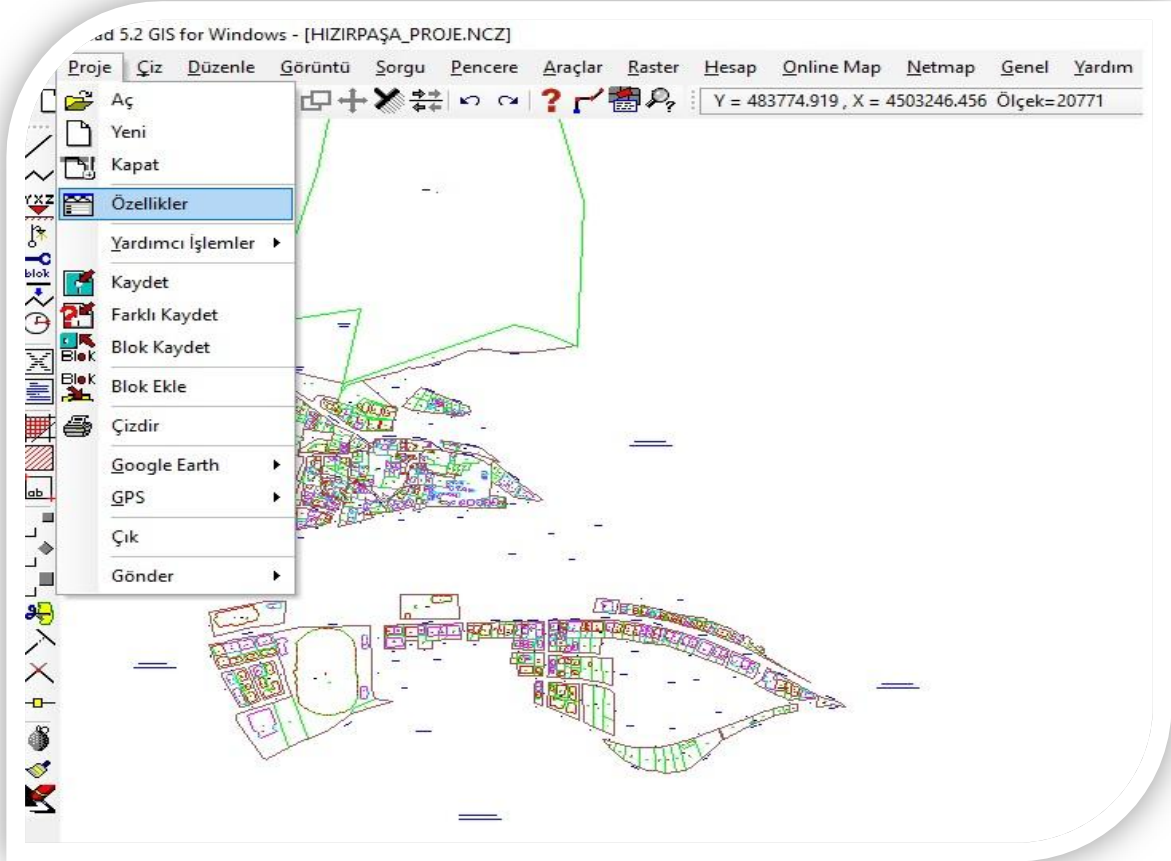 5.2 GIS for Windows - [HIZIRPAŞA_PROJE.NCZ]
Proje Çiz Düzenle Görüntü Sorgu Pencere Araçlar Raster Hesap Online Map Netmap Genel Yardım
Y = 483774.919 , X = 4503246.456 Ölçek=20771
Aç
Yeni
Kapat
Özellikler
Yardımcı İşlemler
Kaydet
Farklı Kaydet
Blok Kaydet
Blok Ekle
Çizdir
Google Earth
GPS
Çık
Gönder
YXZ
blok
Blok
Blok
ab